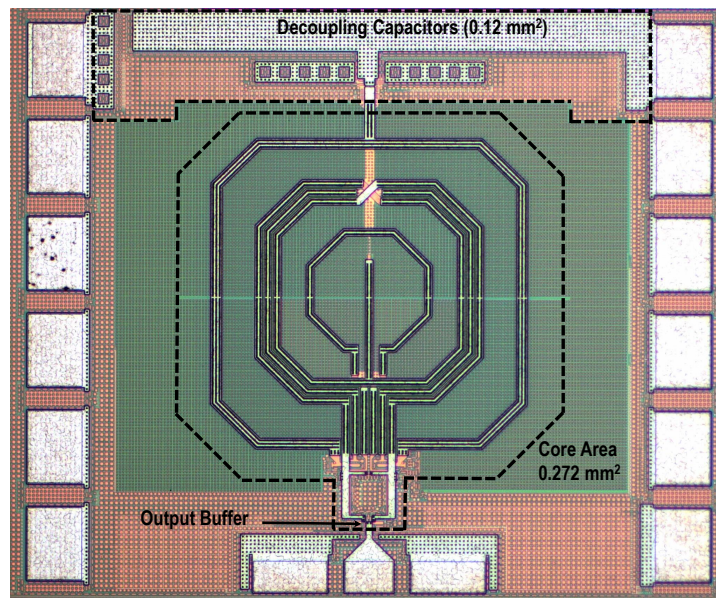 Decoupling Capacitors (0.12 mm²)
Core Area
0.272 mm²
Output Buffer